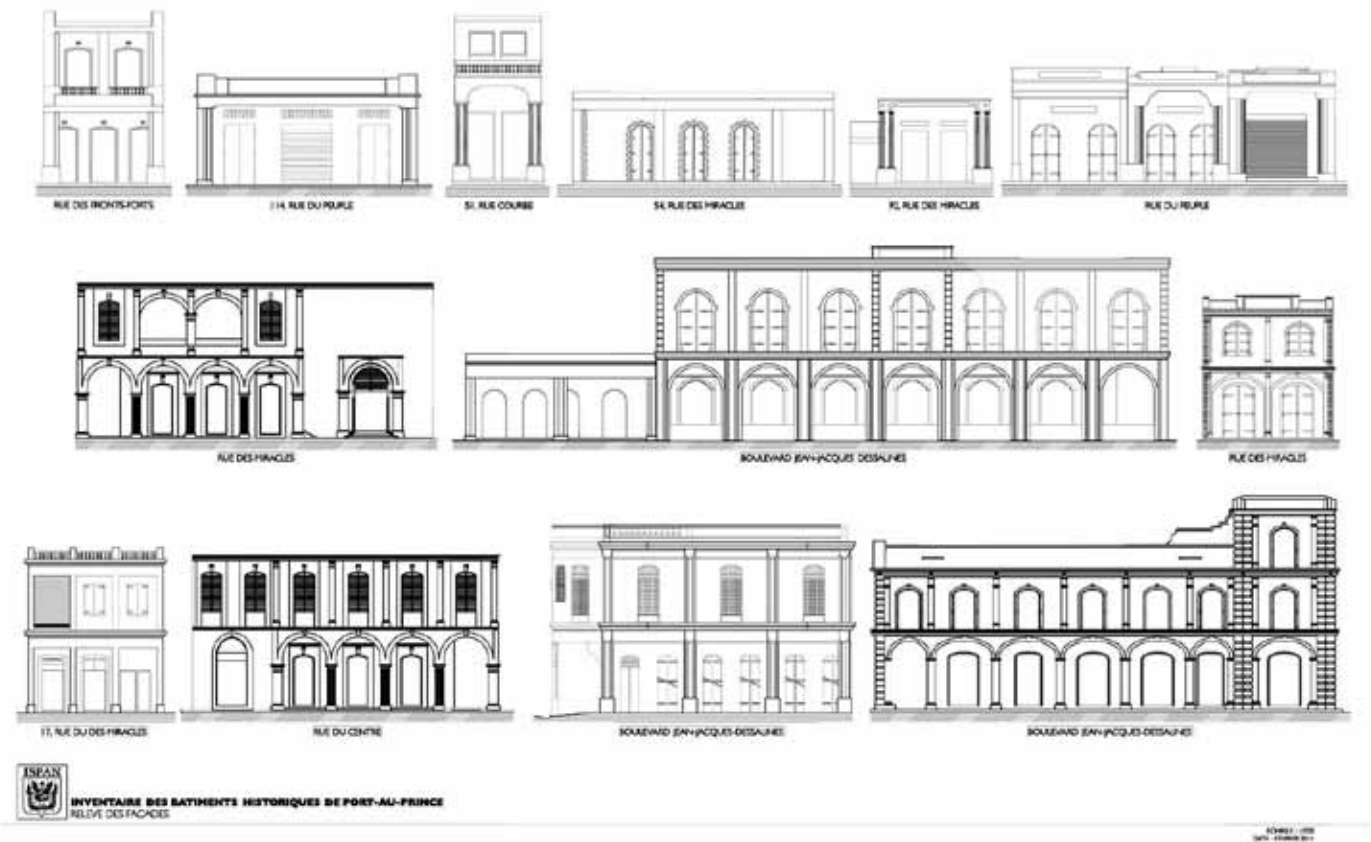 RUE DES FRONTS-FORTS
114, RUE DU PEUPLE
51, RUE COURBE
54, RUE DES MIRACLES
92, RUE DES MIRACLES
RUE DU PEUPLE
RUE DES MIRACLES
BOULEVARD JEAN-JACQUES DESSALINES
RUE DES MIRACLES
17, RUE DU DES MIRACLES
RUE DU CENTRE
BOULEVARD JEAN-JACQUES-DESSALINES
BOULEVARD JEAN-JACQUES-DESSALINES
ISPAN
INVENTAIRE DES BATIMENTS HISTORIQUES DE PORT-AU-PRINCE
RELEVE DES FACADES